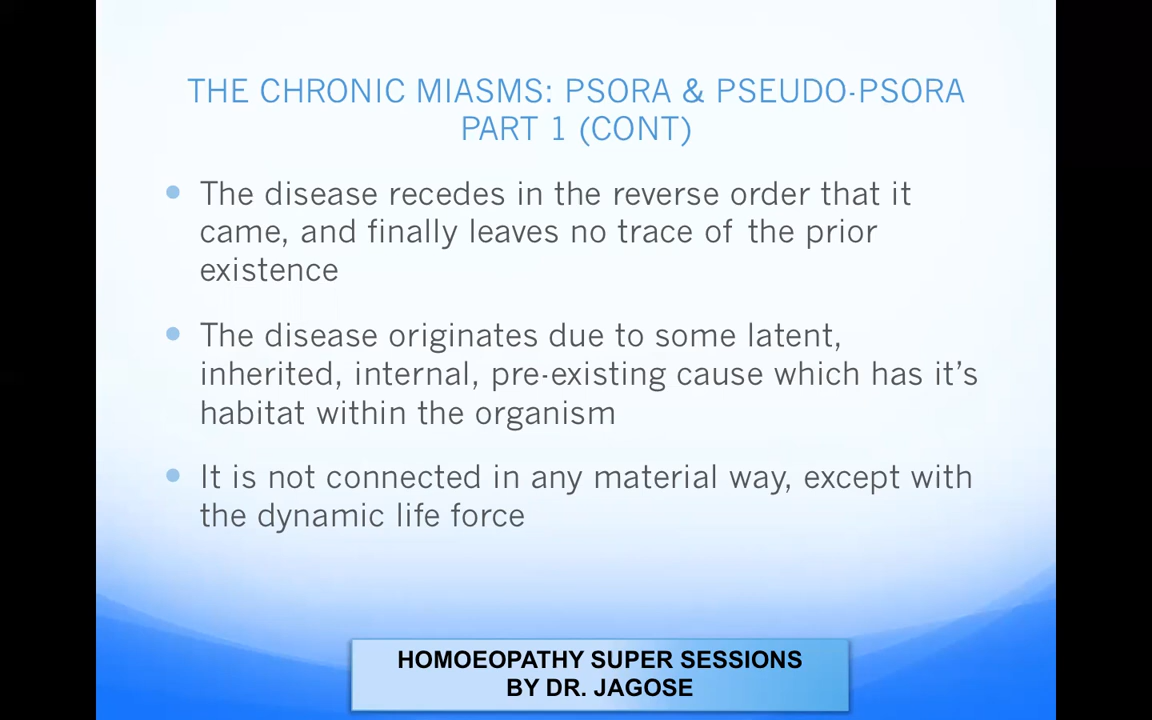 THE CHRONIC MIASMS: PSORA & PSEUDO-PSORA
PART 1 (CONT)
The disease recedes in the reverse order that it
came, and finally leaves no trace of the prior
existence
The disease originates due to some latent,
inherited, internal, pre-existing cause which has it’s
habitat within the organism
It is not connected in any material way, except with
the dynamic life force
HOMOEOPATHY SUPER SESSIONS
BY DR. JAGOSE